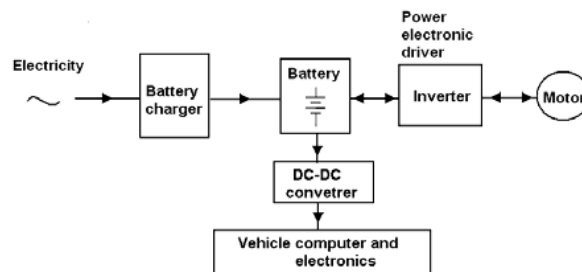 Power
electronic
driver
Electricity
Battery
charger
Battery
Inverter
Motor
DC-DC
convetrer
Vehicle computer and
electronics